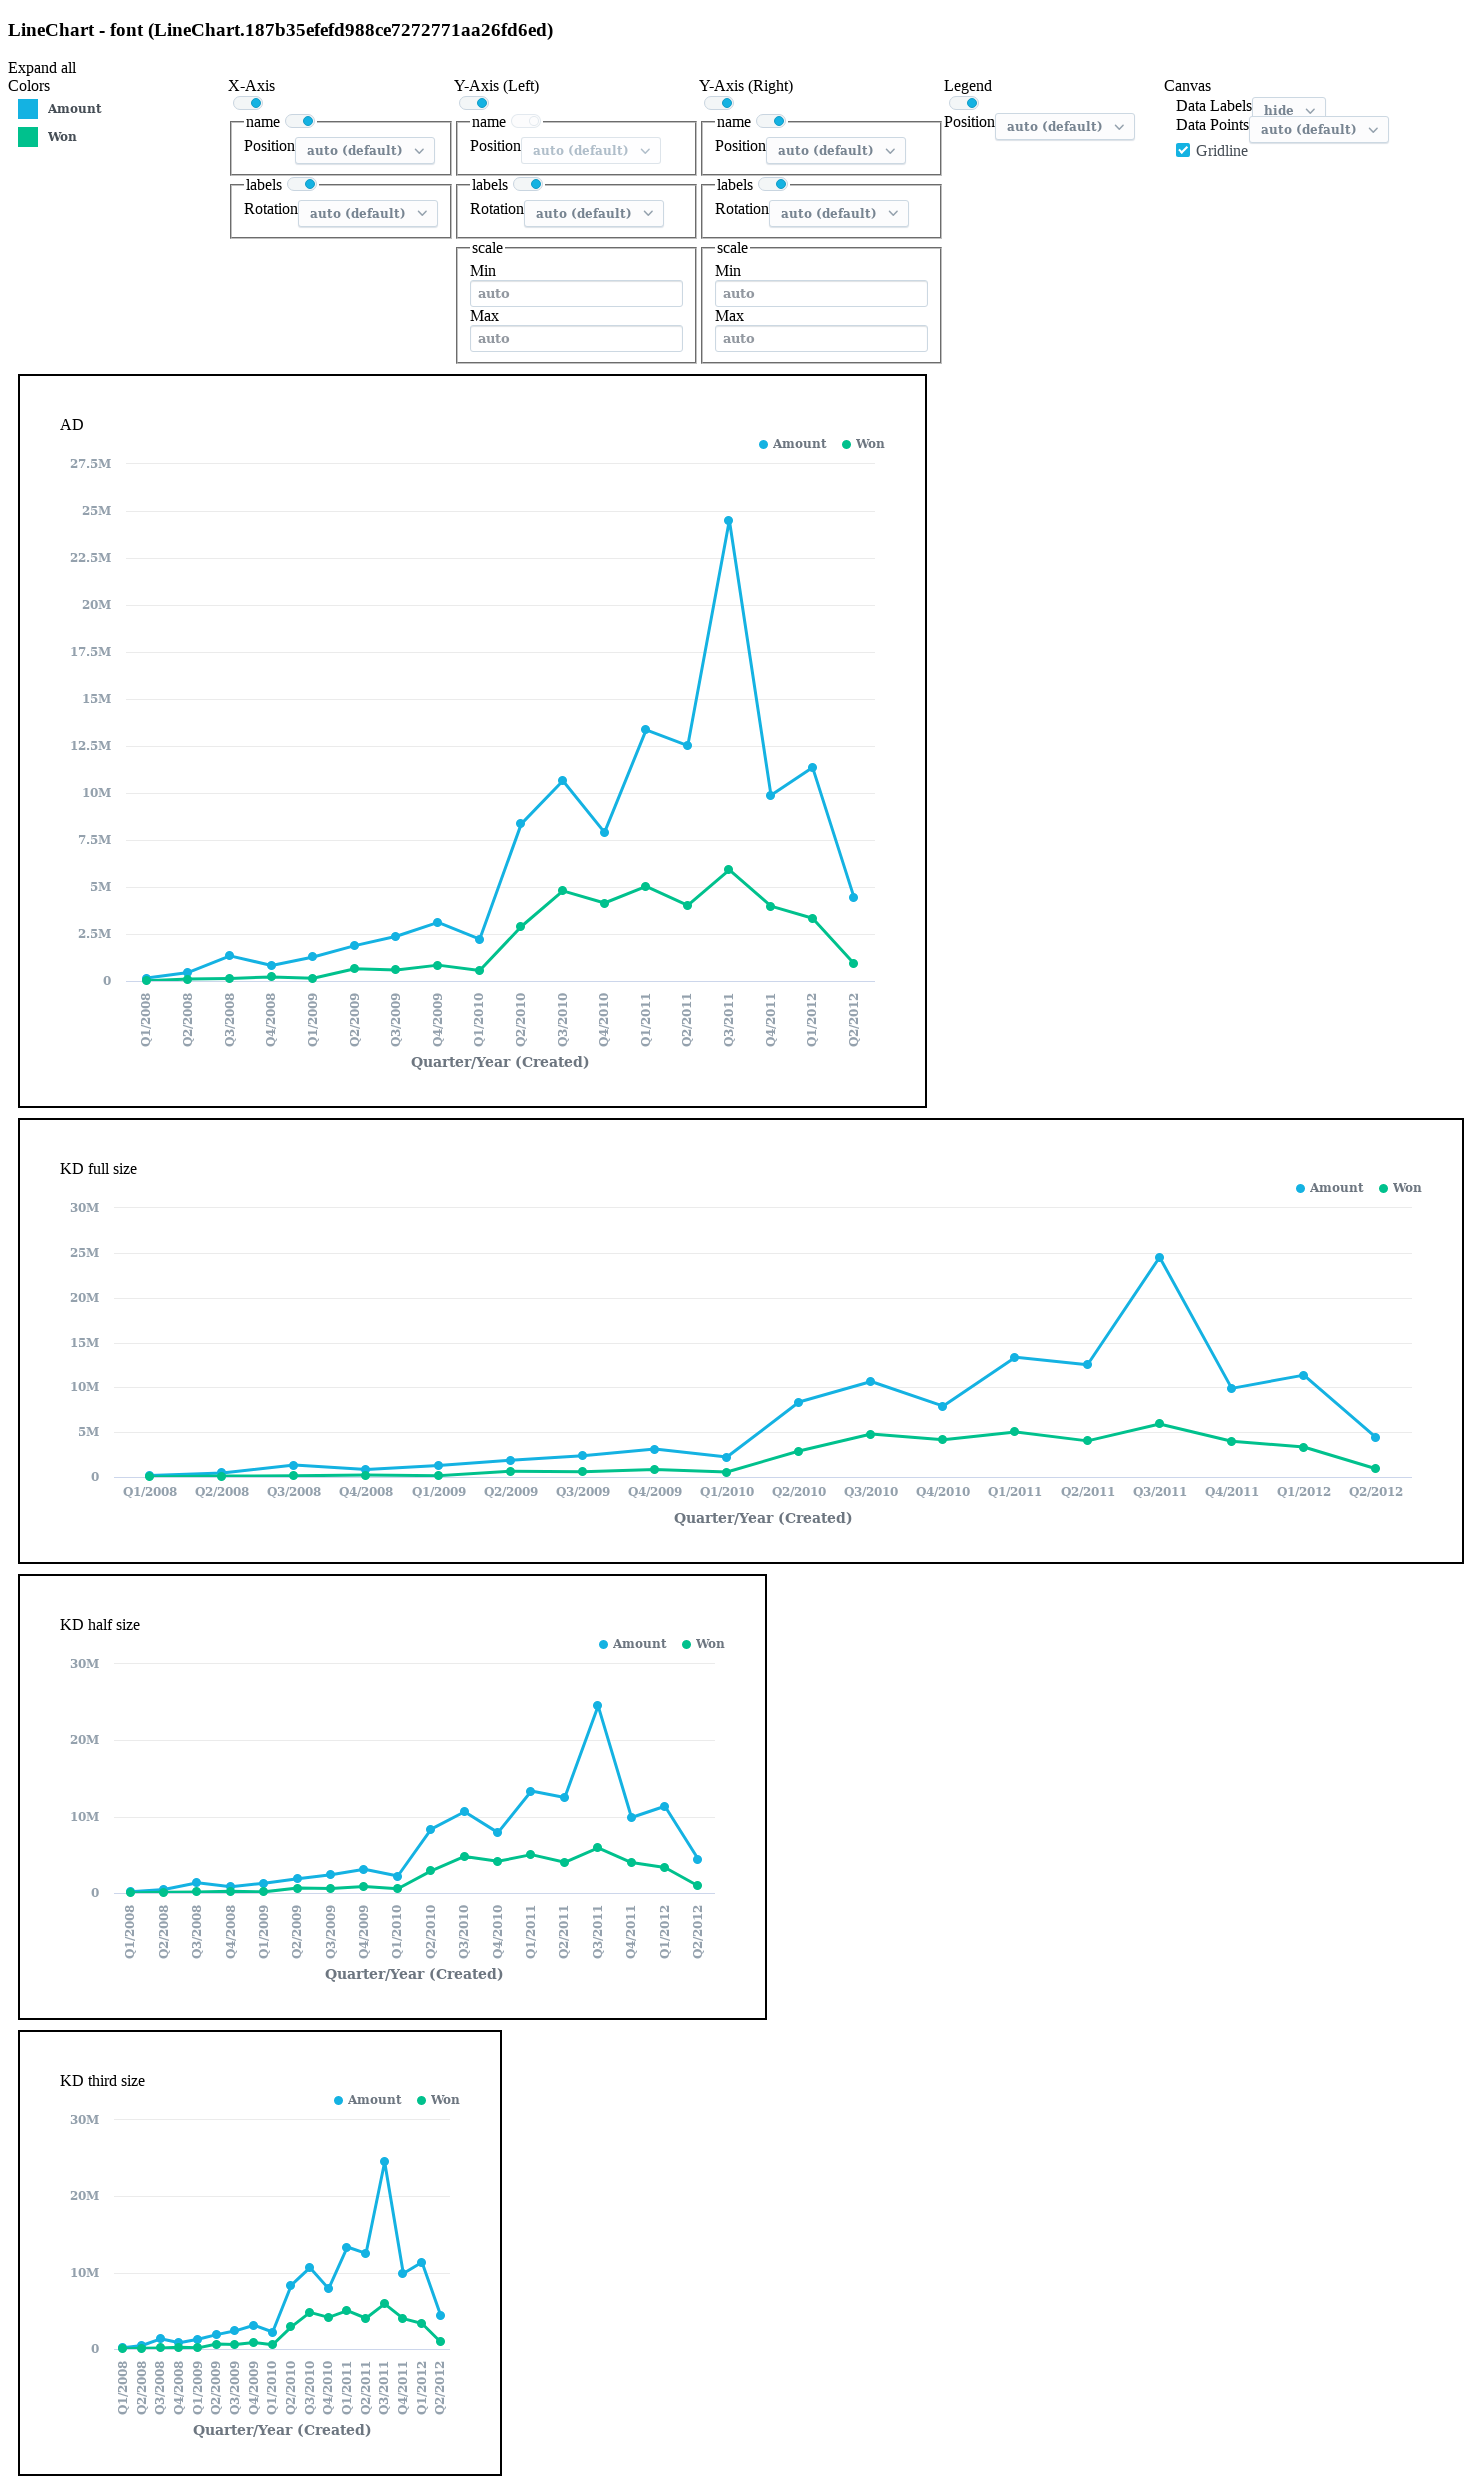 LineChart - font (LineChart.187b35efefd988ce7272771aa26fd6ed)
Expand all
Colors
Amount
Won
X-Axis
name
Position auto (default)
labels
Rotation auto (default)
Y-Axis (Left)
name
Position auto (default)
labels
Rotation auto (default)
scale
Min
auto
Max
auto
Y-Axis (Right)
name
Position auto (default)
labels
Rotation auto (default)
scale
Min
auto
Max
auto
Legend
Position auto (default)
Canvas
Data Labels hide
Data Points auto (default)
Gridline
AD
Amount Won
27.5M
25M
22.5M
20M
17.5M
15M
12.5M
10M
7.5M
5M
2.5M
0
Q1/2008 Q2/2008 Q3/2008 Q4/2008 Q1/2009 Q2/2009 Q3/2009 Q4/2009 Q1/2010 Q2/2010 Q3/2010 Q4/2010 Q1/2011 Q2/2011 Q3/2011 Q4/2011 Q1/2012 Q2/2012
Quarter/Year (Created)
KD full size
Amount Won
30M
25M
20M
15M
10M
5M
0
Q1/2008 Q2/2008 Q3/2008 Q4/2008 Q1/2009 Q2/2009 Q3/2009 Q4/2009 Q1/2010 Q2/2010 Q3/2010 Q4/2010 Q1/2011 Q2/2011 Q3/2011 Q4/2011 Q1/2012 Q2/2012
Quarter/Year (Created)
KD half size
Amount Won
30M
20M
10M
0
Q1/2008 Q2/2008 Q3/2008 Q4/2008 Q1/2009 Q2/2009 Q3/2009 Q4/2009 Q1/2010 Q2/2010 Q3/2010 Q4/2010 Q1/2011 Q2/2011 Q3/2011 Q4/2011 Q1/2012 Q2/2012
Quarter/Year (Created)
KD third size
Amount Won
30M
20M
10M
0
Q1/2008 Q2/2008 Q3/2008 Q4/2008 Q1/2009 Q2/2009 Q3/2009 Q4/2009 Q1/2010 Q2/2010 Q3/2010 Q4/2010 Q1/2011 Q2/2011 Q3/2011 Q4/2011 Q1/2012 Q2/2012
Quarter/Year (Created)